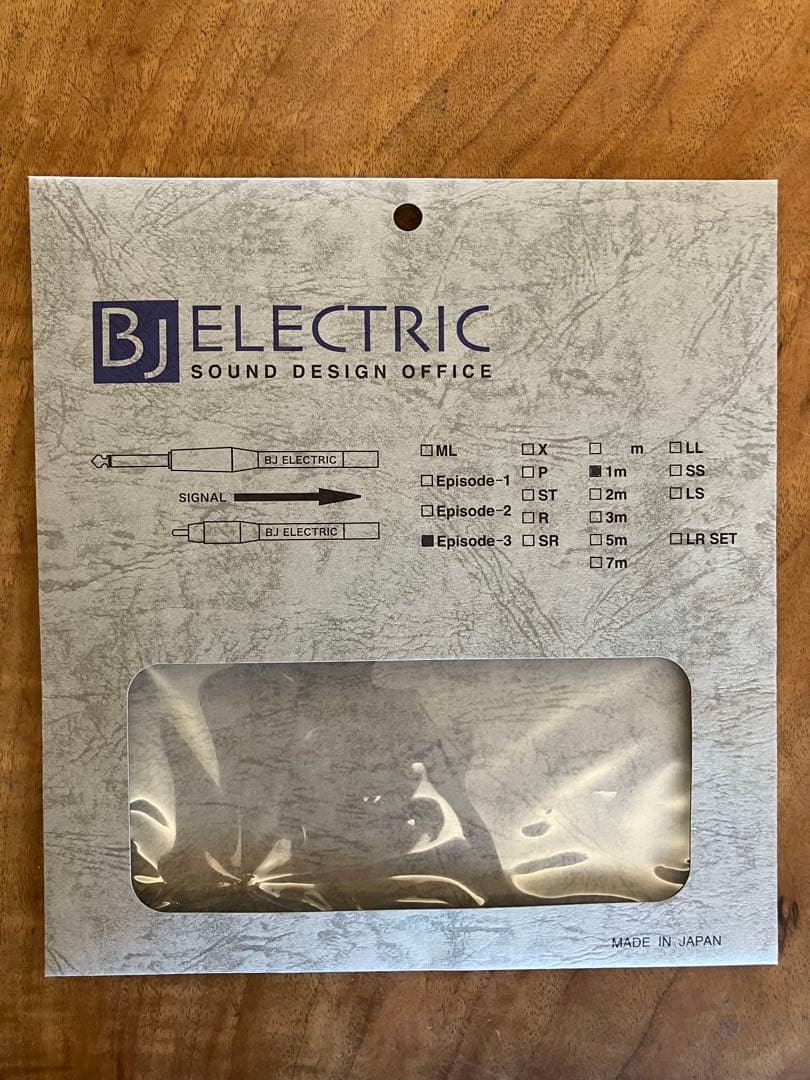 BJ ELECTRIC
SOUND DESIGN OFFICE
BJ ELECTRIC
SIGNAL
BJ ELECTRIC
ML
Episode-1
Episode-2
Episode-3
X
P
ST
R
SR
m
1m
2m
3m
5m
7m
LL
SS
LS
LR SET
MADE IN JAPAN